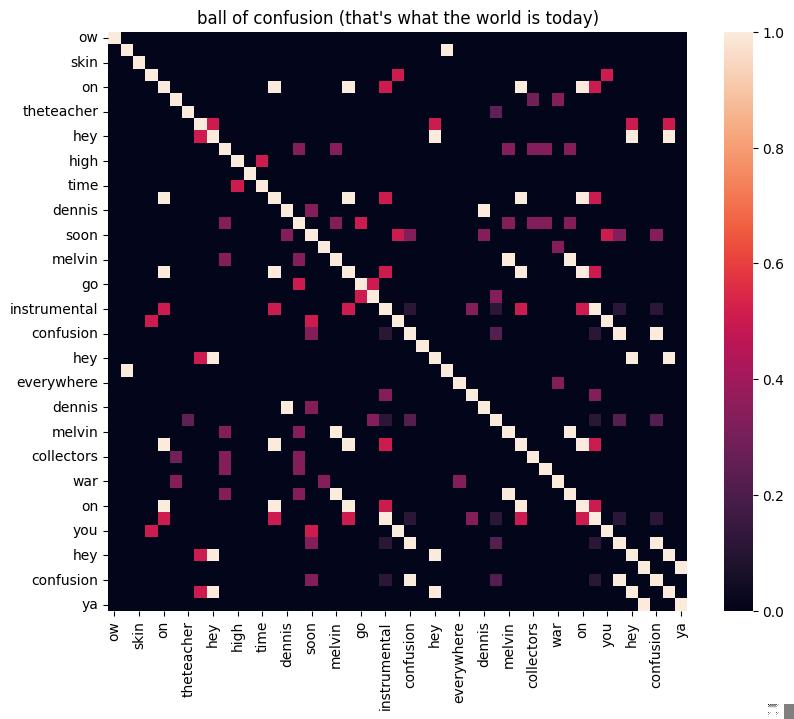 ball of confusion (that's what the world is today)
ow
skin
on
theteacher
hey
high
time
dennis
soon
melvin
go
instrumental
confusion
hey
everywhere
dennis
melvin
collectors
war
on
you
hey
confusion
ya
1.0
0.8
0.6
0.4
0.2
0.0
ow
skin
on
theteacher
hey
high
time
dennis
soon
melvin
go
instrumental
confusion
hey
everywhere
dennis
melvin
collectors
war
on
you
hey
confusion
ya